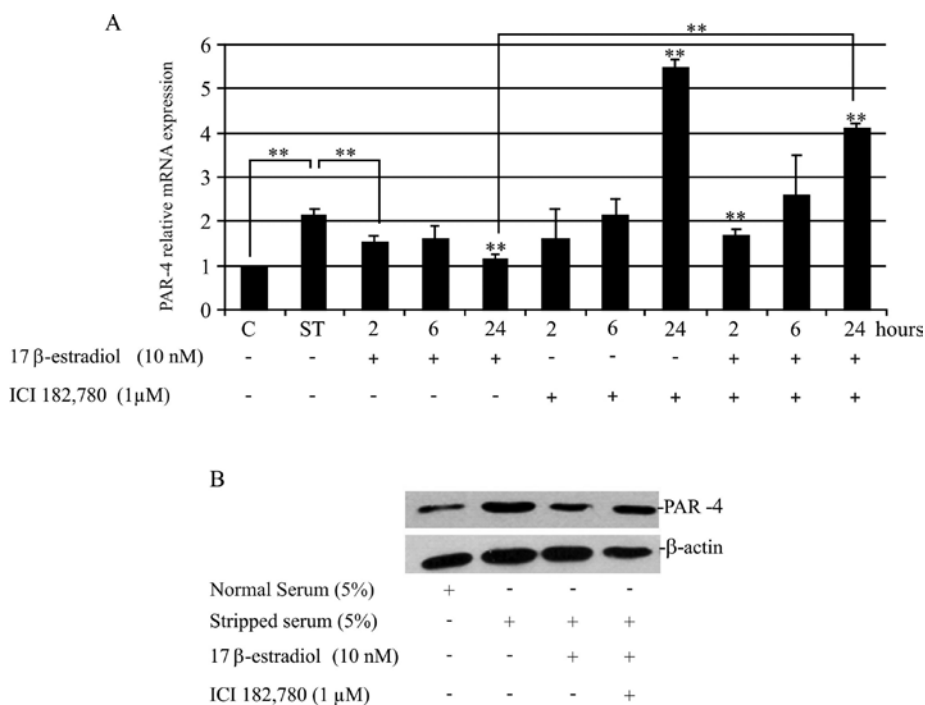 A
PAR-4 relative mRNA expression
6
5
4
3
2
1
0
** ** ** ** ** ** **
C ST 2 6 24 2 6 24 2 6 24 hours
17 β-estradiol (10 nM) - - + + + - - - + + +
ICI 182,780 (1µM) - - - - - + + + + + +
B
-PAR -4
-β-actin
Normal Serum (5%) + - - -
Stripped serum (5%) - + + +
17 β-estradiol (10 nM) - - + +
ICI 182,780 (1 µM) - - - +